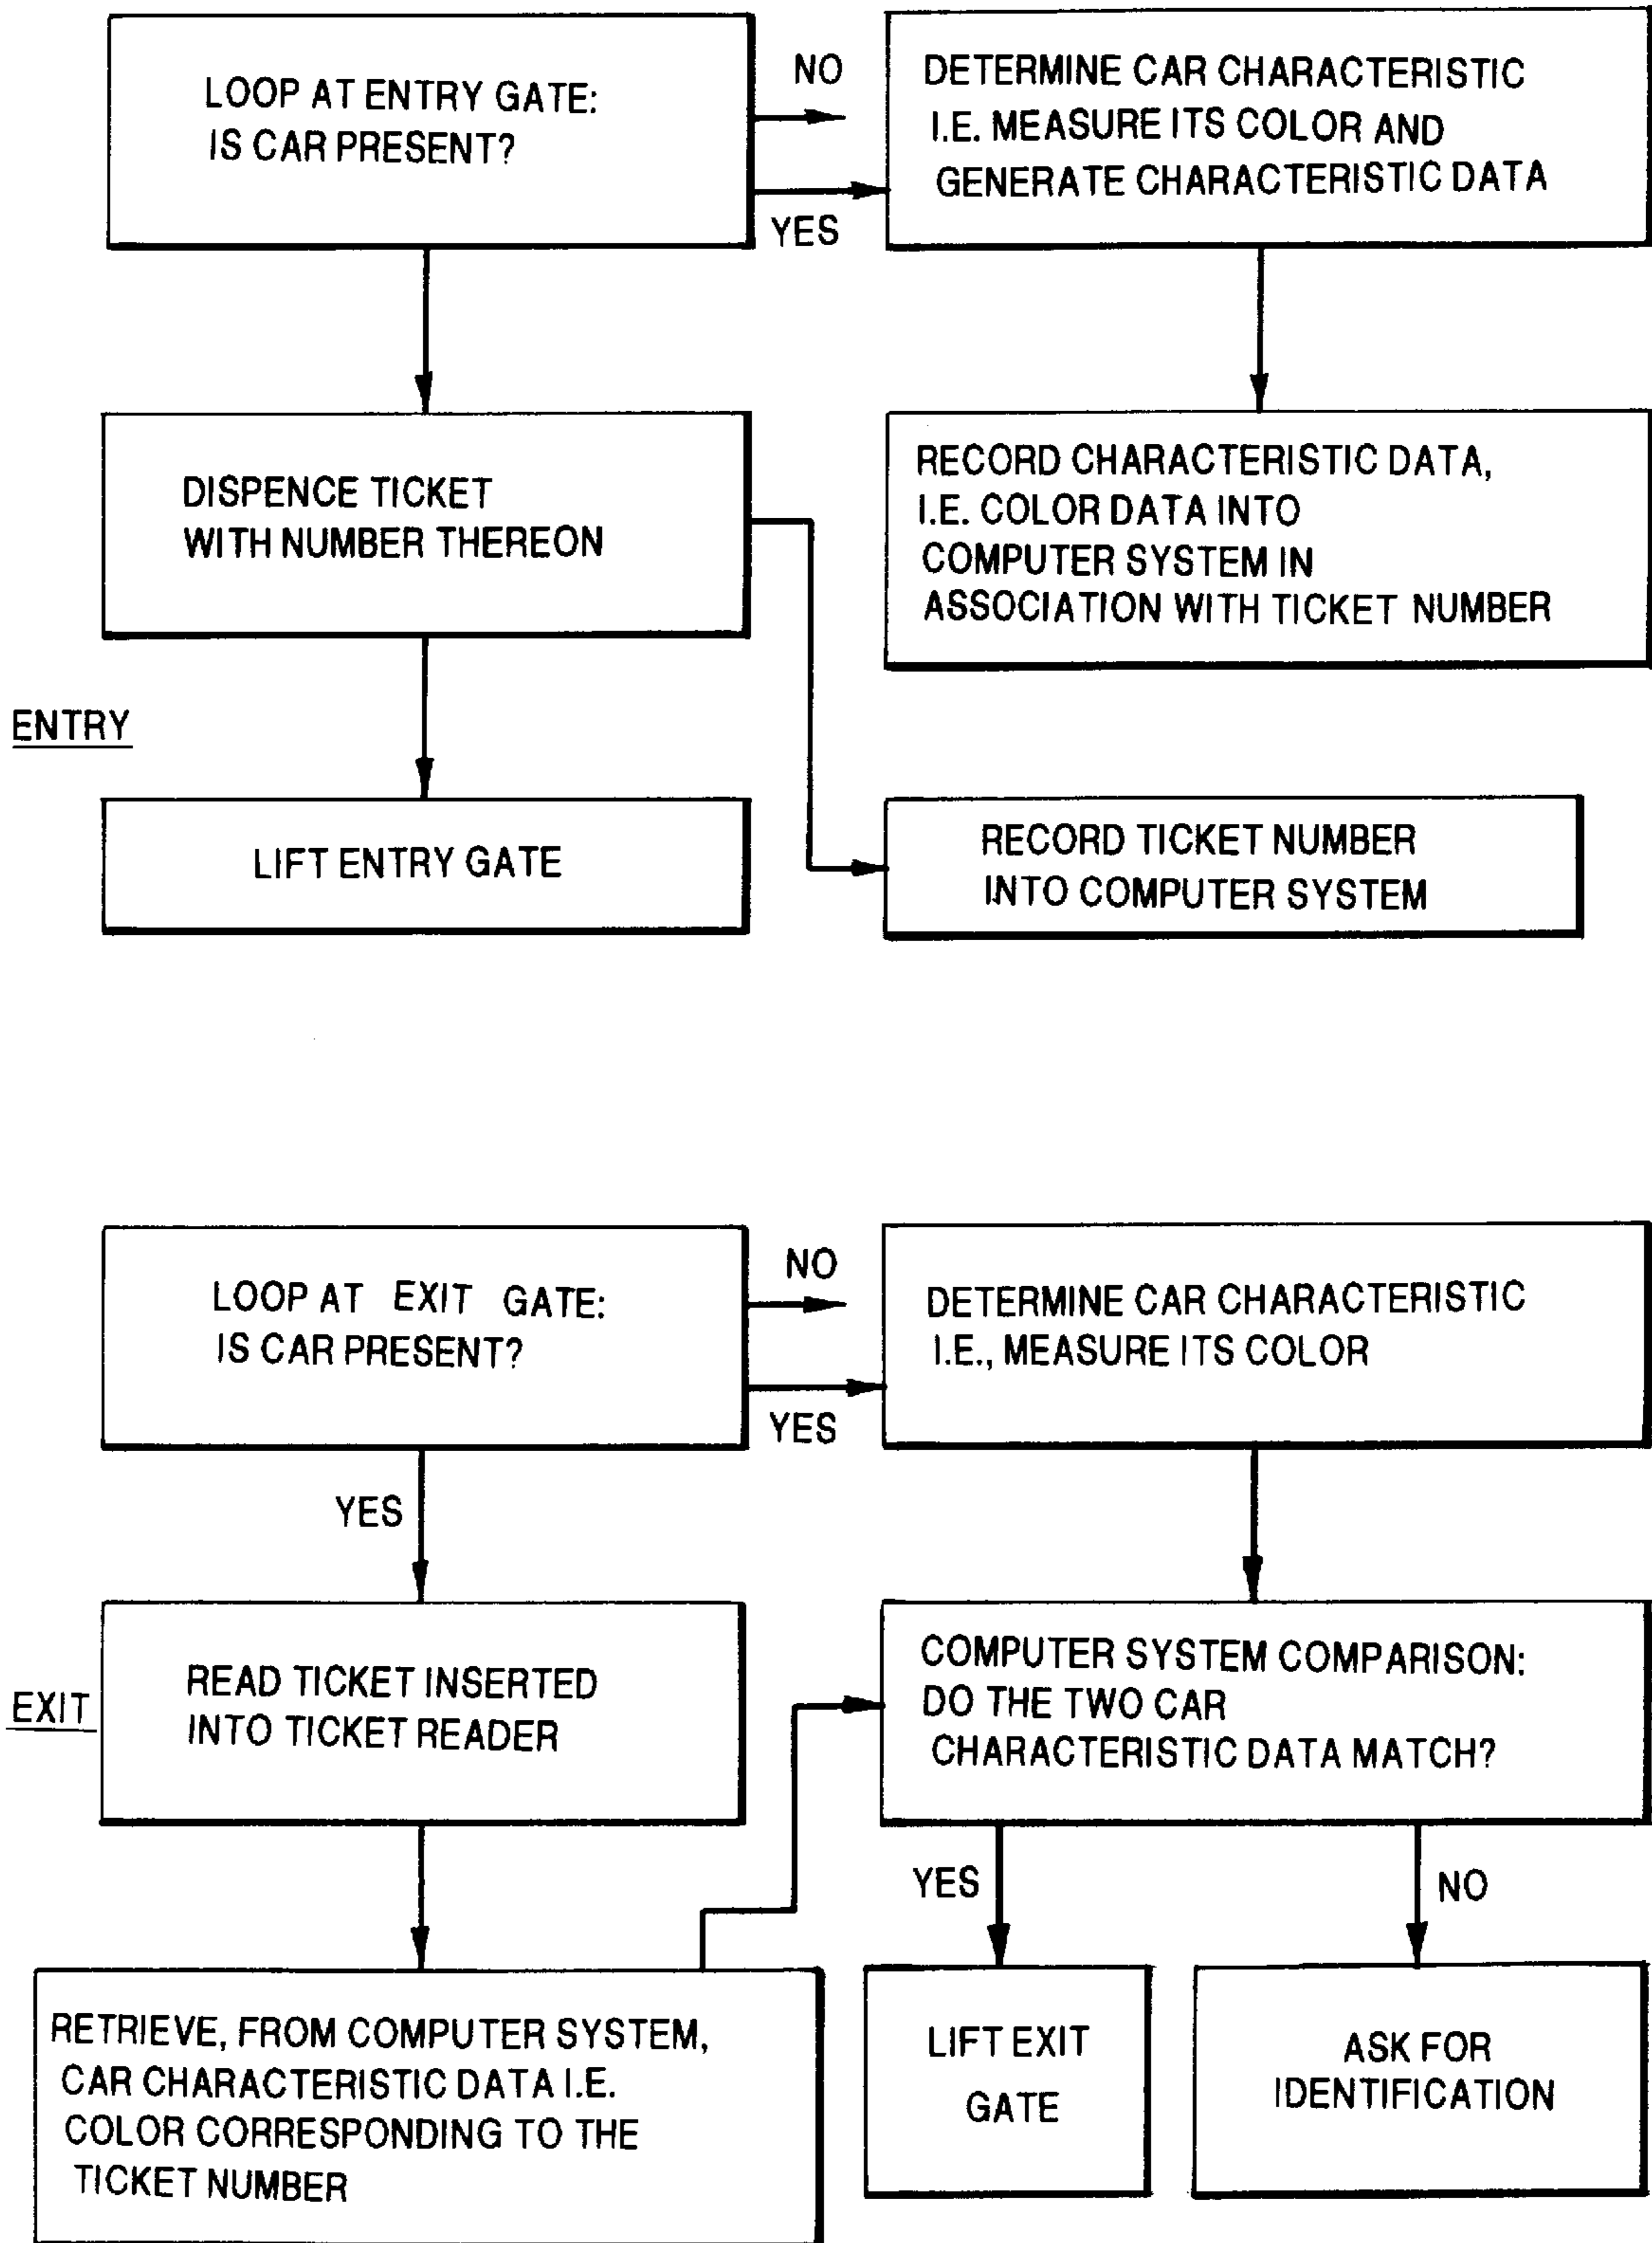 LOOP AT ENTRY GATE:
IS CAR PRESENT?
NO
YES
DETERMINE CAR CHARACTERISTIC
I.E. MEASURE ITS COLOR AND
GENERATE CHARACTERISTIC DATA
DISPENCE TICKET
WITH NUMBER THEREON
RECORD CHARACTERISTIC DATA,
I.E. COLOR DATA INTO
COMPUTER SYSTEM IN
ASSOCIATION WITH TICKET NUMBER
ENTRY
LIFT ENTRY GATE
RECORD TICKET NUMBER
INTO COMPUTER SYSTEM
LOOP AT EXIT GATE:
IS CAR PRESENT?
NO
YES
DETERMINE CAR CHARACTERISTIC
I.E., MEASURE ITS COLOR
YES
EXIT
READ TICKET INSERTED
INTO TICKET READER
COMPUTER SYSTEM COMPARISON:
DO THE TWO CAR
CHARACTERISTIC DATA MATCH?
YES
NO
RETRIEVE, FROM COMPUTER SYSTEM,
CAR CHARACTERISTIC DATA I.E.
COLOR CORRESPONDING TO THE
TICKET NUMBER
LIFT EXIT
GATE
ASK FOR
IDENTIFICATION